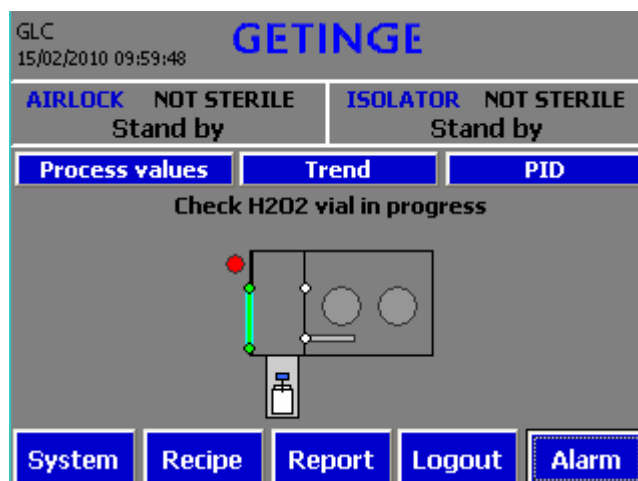 GLC
15/02/2010 09:59:48
GETINGE
AIRLOCK NOT STERILE
Stand by
ISOLATOR NOT STERILE
Stand by
Process values
Trend
PID
Check H2O2 vial in progress
System
Recipe
Report
Logout
Alarm